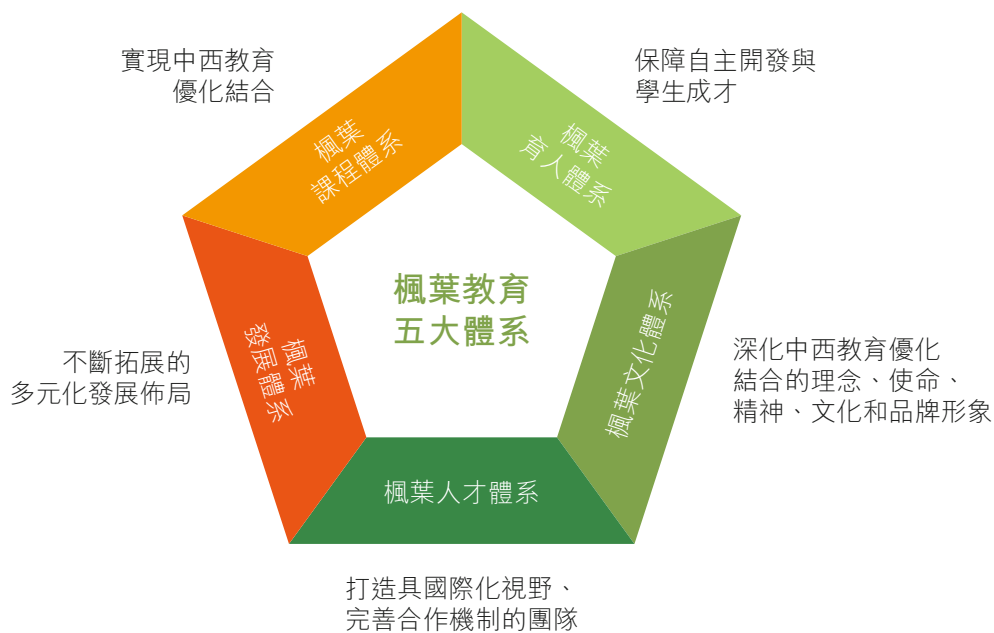 實現中西教育
優化結合
保障自主開發與
學生成才
楓葉
課程體系
楓葉
育人體系
楓葉教育
五大體系
楓葉
發展體系
楓葉文化體系
不斷拓展的
多元化發展佈局
深化中西教育優化
結合的理念、使命、
精神、文化和品牌形象
楓葉人才體系
打造具國際化視野、
完善合作機制的團隊